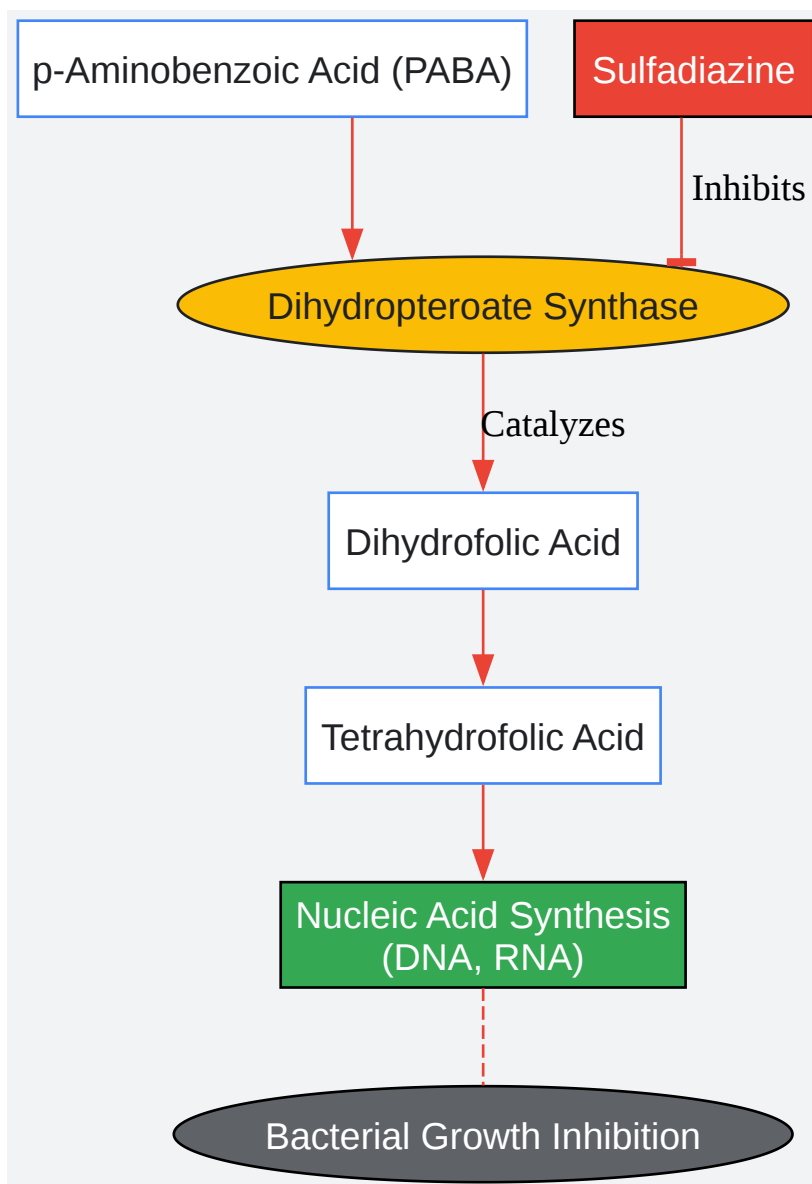 p-Aminobenzoic Acid (PABA)
Sulfadiazine
Inhibits
Dihydropteroate Synthase
Catalyzes
Dihydrofolic Acid
Tetrahydrofolic Acid
Nucleic Acid Synthesis
(DNA, RNA)
Bacterial Growth Inhibition